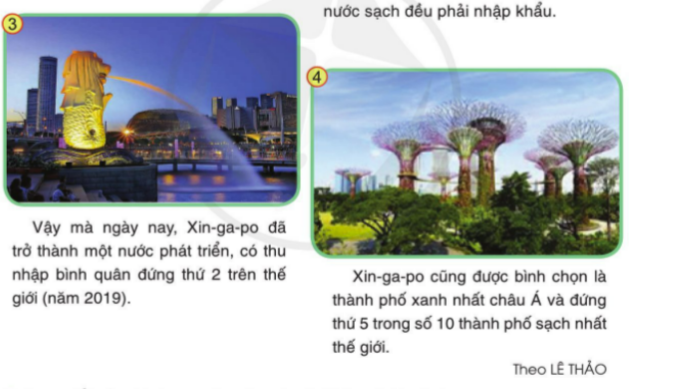 nước sạch đều phải nhập khẩu.
3
Vậy mà ngày nay, Xin-ga-po đã
trở thành một nước phát triển, có thu
nhập bình quân đứng thứ 2 trên thế
giới (năm 2019).
4
Xin-ga-po cũng được bình chọn là
thành phố xanh nhất châu Á và đứng
thứ 5 trong số 10 thành phố sạch nhất
thế giới.
Theo LÊ THẢO